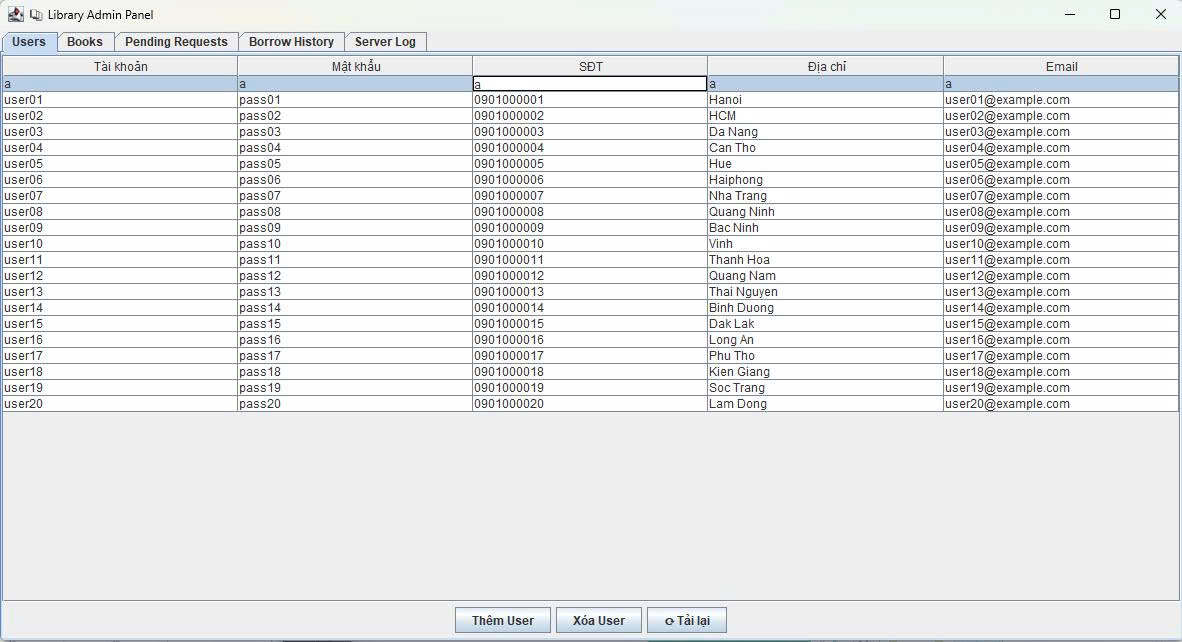 Library Admin Panel
Users Books Pending Requests Borrow History Server Log
Tài khoản Mật khẩu SĐT Địa chỉ Email
a a a a a
user01 pass01 0901000001 Hanoi user01@example.com
user02 pass02 0901000002 HCM user02@example.com
user03 pass03 0901000003 Da Nang user03@example.com
user04 pass04 0901000004 Can Tho user04@example.com
user05 pass05 0901000005 Hue user05@example.com
user06 pass06 0901000006 Haiphong user06@example.com
user07 pass07 0901000007 Nha Trang user07@example.com
user08 pass08 0901000008 Quang Ninh user08@example.com
user09 pass09 0901000009 Bac Ninh user09@example.com
user10 pass10 0901000010 Vinh user10@example.com
user11 pass11 0901000011 Thanh Hoa user11@example.com
user12 pass12 0901000012 Quang Nam user12@example.com
user13 pass13 0901000013 Thai Nguyen user13@example.com
user14 pass14 0901000014 Binh Duong user14@example.com
user15 pass15 0901000015 Dak Lak user15@example.com
user16 pass16 0901000016 Long An user16@example.com
user17 pass17 0901000017 Phu Tho user17@example.com
user18 pass18 0901000018 Kien Giang user18@example.com
user19 pass19 0901000019 Soc Trang user19@example.com
user20 pass20 0901000020 Lam Dong user20@example.com
Thêm User Xóa User ⟳ Tải lại